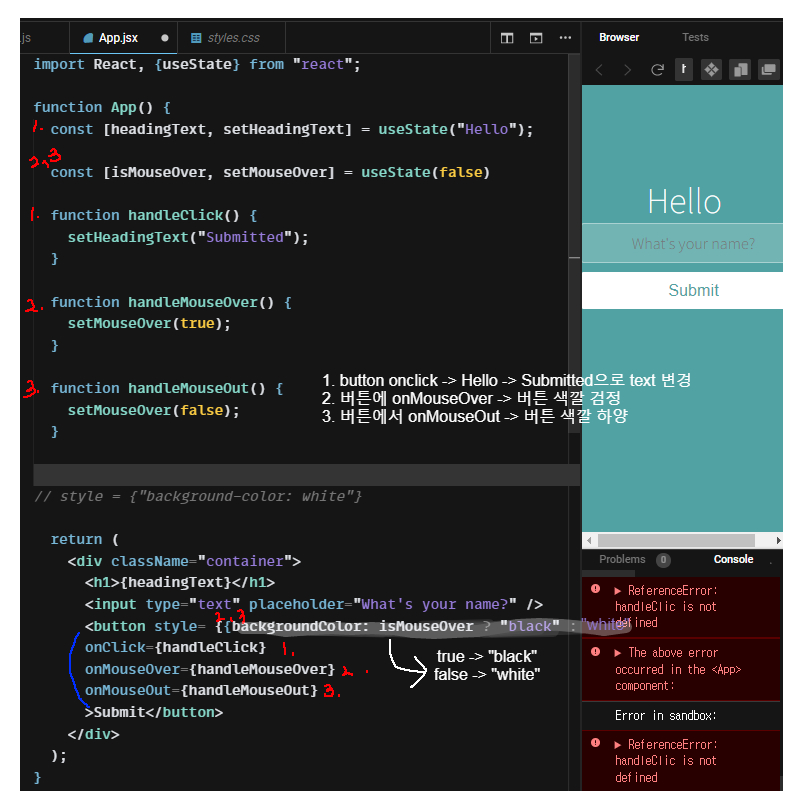 .js App.jsx styles.css
Browser Tests
import React, {useState} from "react";
function App() {
1. const [headingText, setHeadingText] = useState("Hello");
2,3
const [isMouseOver, setMouseOver] = useState(false)
1. function handleClick() {
setHeadingText("Submitted");
}
2. function handleMouseOver() {
setMouseOver(true);
}
3. function handleMouseOut() {
setMouseOver(false);
}
1. button onclick -> Hello -> Submitted으로 text 변경
2. 버튼에 onMouseOver -> 버튼 색깔 검정
3. 버튼에서 onMouseOut -> 버튼 색깔 하양
// style = {"background-color: white"}
return (
<div className="container">
<h1>{headingText}</h1>
<input type="text" placeholder="What's your name?" />
2,3
<button style= {{backgroundColor: isMouseOver ? "black" : "white"
onClick={handleClick} 1.
onMouseOver={handleMouseOver} 2.
onMouseOut={handleMouseOut} 3.
>Submit</button>
</div>
);
}
true -> "black"
false -> "white"
Hello
What's your name?
Submit
Problems 0 Console
ReferenceError:
handleClic is not
defined
The above error
occurred in the <App>
component:
Error in sandbox:
ReferenceError:
handleClic is not
defined